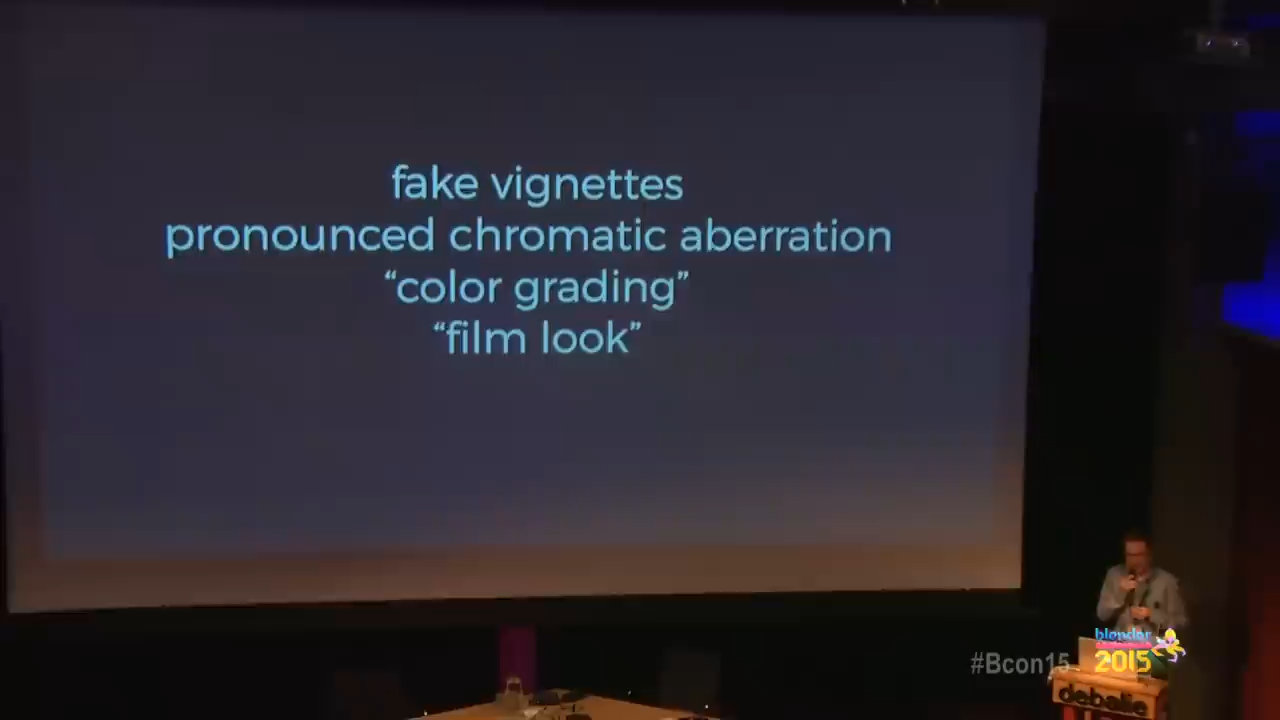 fake vignettes
pronounced chromatic aberration
“color grading”
“film look”
#Bcon15
blender
2015
debalie